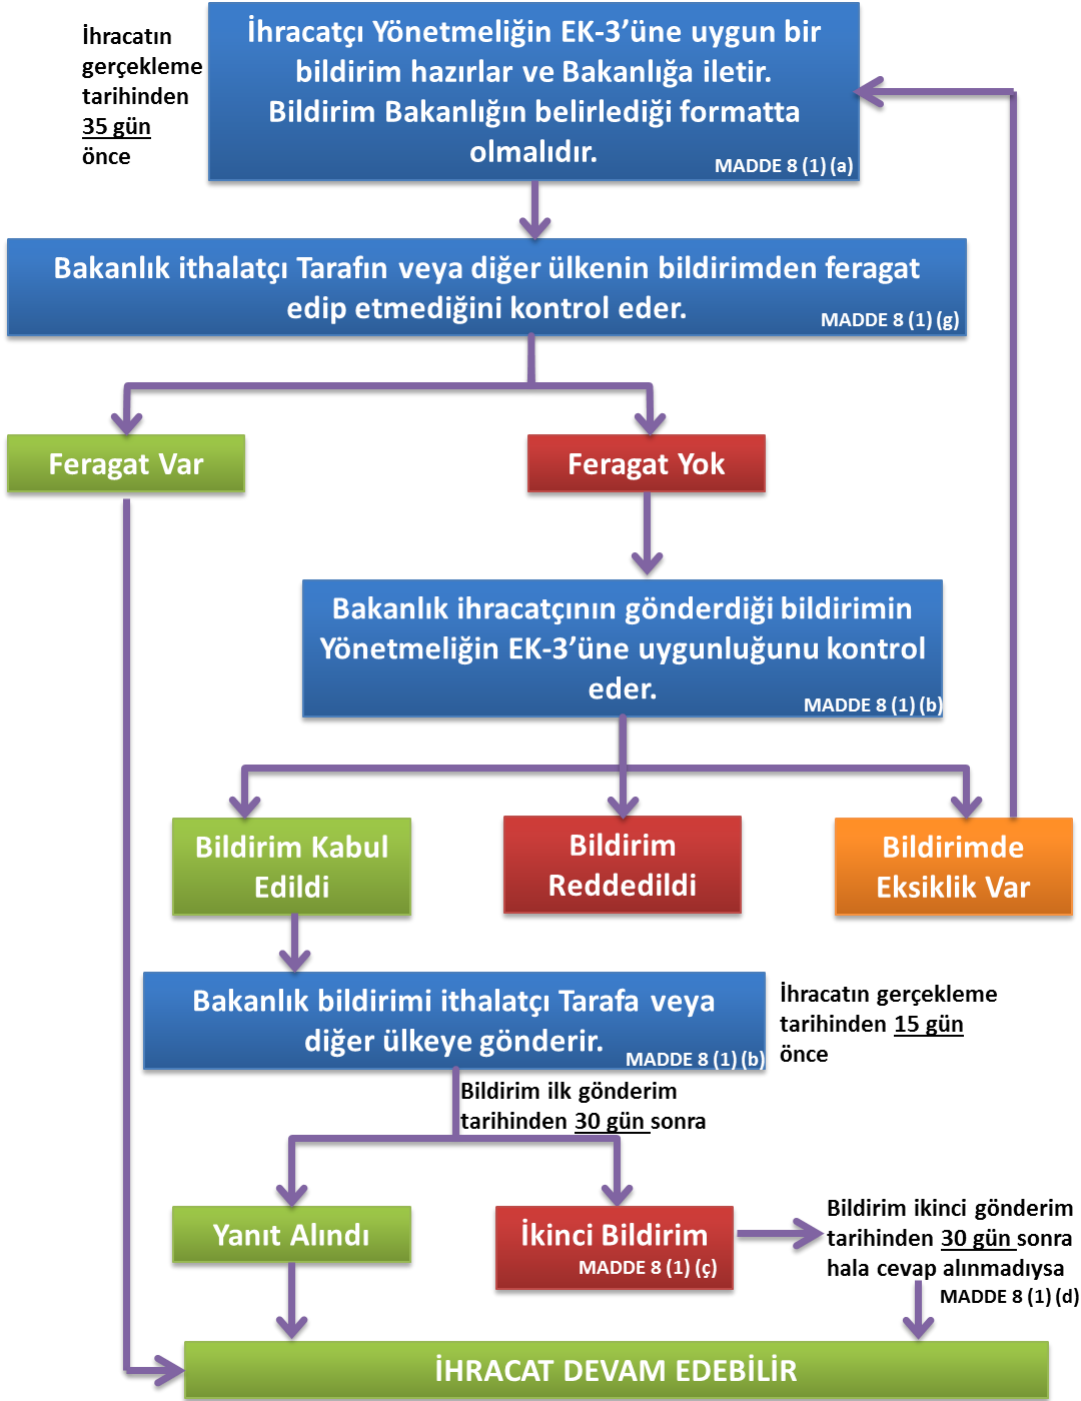 İhracatın
gerçekleme
tarihinden
35 gün
önce
İhracatçı Yönetmeliğin EK-3’üne uygun bir
bildirim hazırlar ve Bakanlığa iletir.
Bildirim Bakanlığın belirlediği formatta
olmalıdır.
MADDE 8 (1) (a)
Bakanlık ithalatçı Tarafın veya diğer ülkenin bildirimden feragat
edip etmediğini kontrol eder.
MADDE 8 (1) (g)
Feragat Var
Feragat Yok
Bakanlık ihracatçının gönderdiği bildirimin
Yönetmeliğin EK-3’üne uygunluğunu kontrol
eder.
MADDE 8 (1) (b)
Bildirim Kabul
Edildi
Bildirim
Reddedildi
Bildirimde
Eksiklik Var
Bakanlık bildirimi ithalatçı Tarafa veya
diğer ülkeye gönderir.
MADDE 8 (1) (b)
İhracatın gerçekleme
tarihinden 15 gün
önce
Bildirim ilk gönderim
tarihinden 30 gün sonra
Yanıt Alındı
İkinci Bildirim
MADDE 8 (1) (ç)
Bildirim ikinci gönderim
tarihinden 30 gün sonra
hala cevap alınmadıysa
MADDE 8 (1) (d)
İHRACAT DEVAM EDEBİLİR